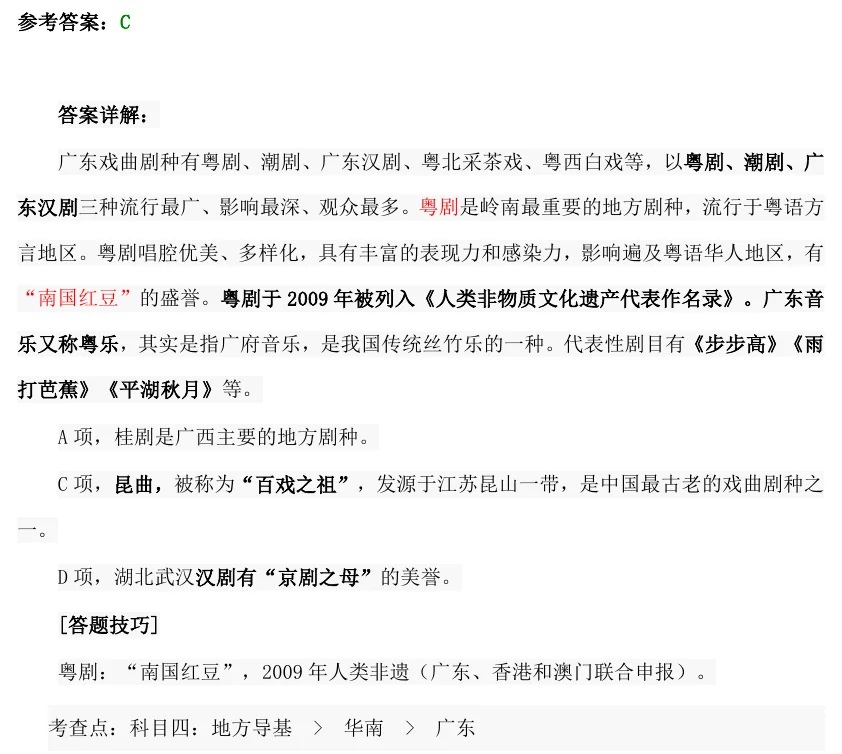 参考答案：C
答案详解：
广东戏曲剧种有粤剧、潮剧、广东汉剧、粤北采茶戏、粤西白戏等，以粤剧、潮剧、广
东汉剧三种流行最广、影响最深、观众最多。粤剧是岭南最重要的地方剧种，流行于粤语方
言地区。粤剧唱腔优美、多样化，具有丰富的表现力和感染力，影响遍及粤语华人地区，有
“南国红豆”的盛誉。粤剧于 2009 年被列入《人类非物质文化遗产代表作名录》。广东音
乐又称粤乐，其实是指广府音乐，是我国传统丝竹乐的一种。代表性剧目有《步步高》《雨
打芭蕉》《平湖秋月》等。
A 项，桂剧是广西主要的地方剧种。
C 项，昆曲，被称为“百戏之祖”，发源于江苏昆山一带，是中国最古老的戏曲剧种之
一。
D 项，湖北武汉汉剧有“京剧之母”的美誉。
[答题技巧]
粤剧：“南国红豆”，2009 年人类非遗（广东、香港和澳门联合申报）。
考查点：科目四：地方导基 > 华南 > 广东